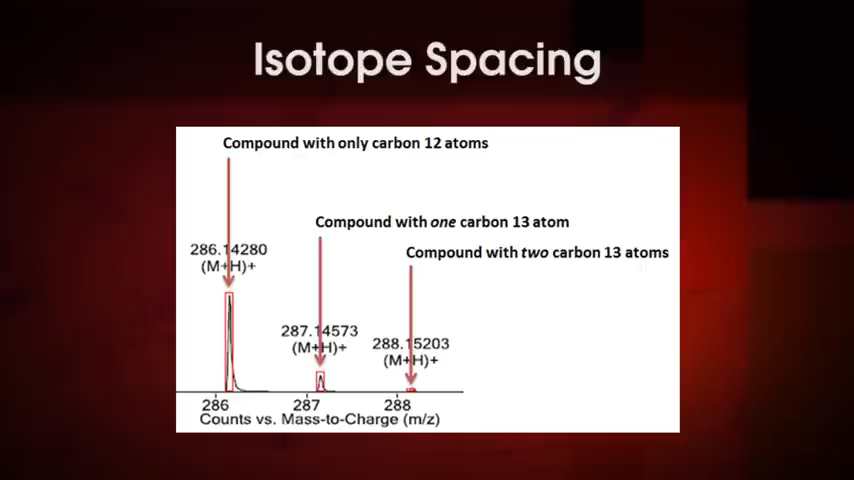 Isotope Spacing
Compound with only carbon 12 atoms
Compound with one carbon 13 atom
Compound with two carbon 13 atoms
286.14280
(M+H)+
287.14573
(M+H)+
288.15203
(M+H)+
286 287 288
Counts vs. Mass-to-Charge (m/z)